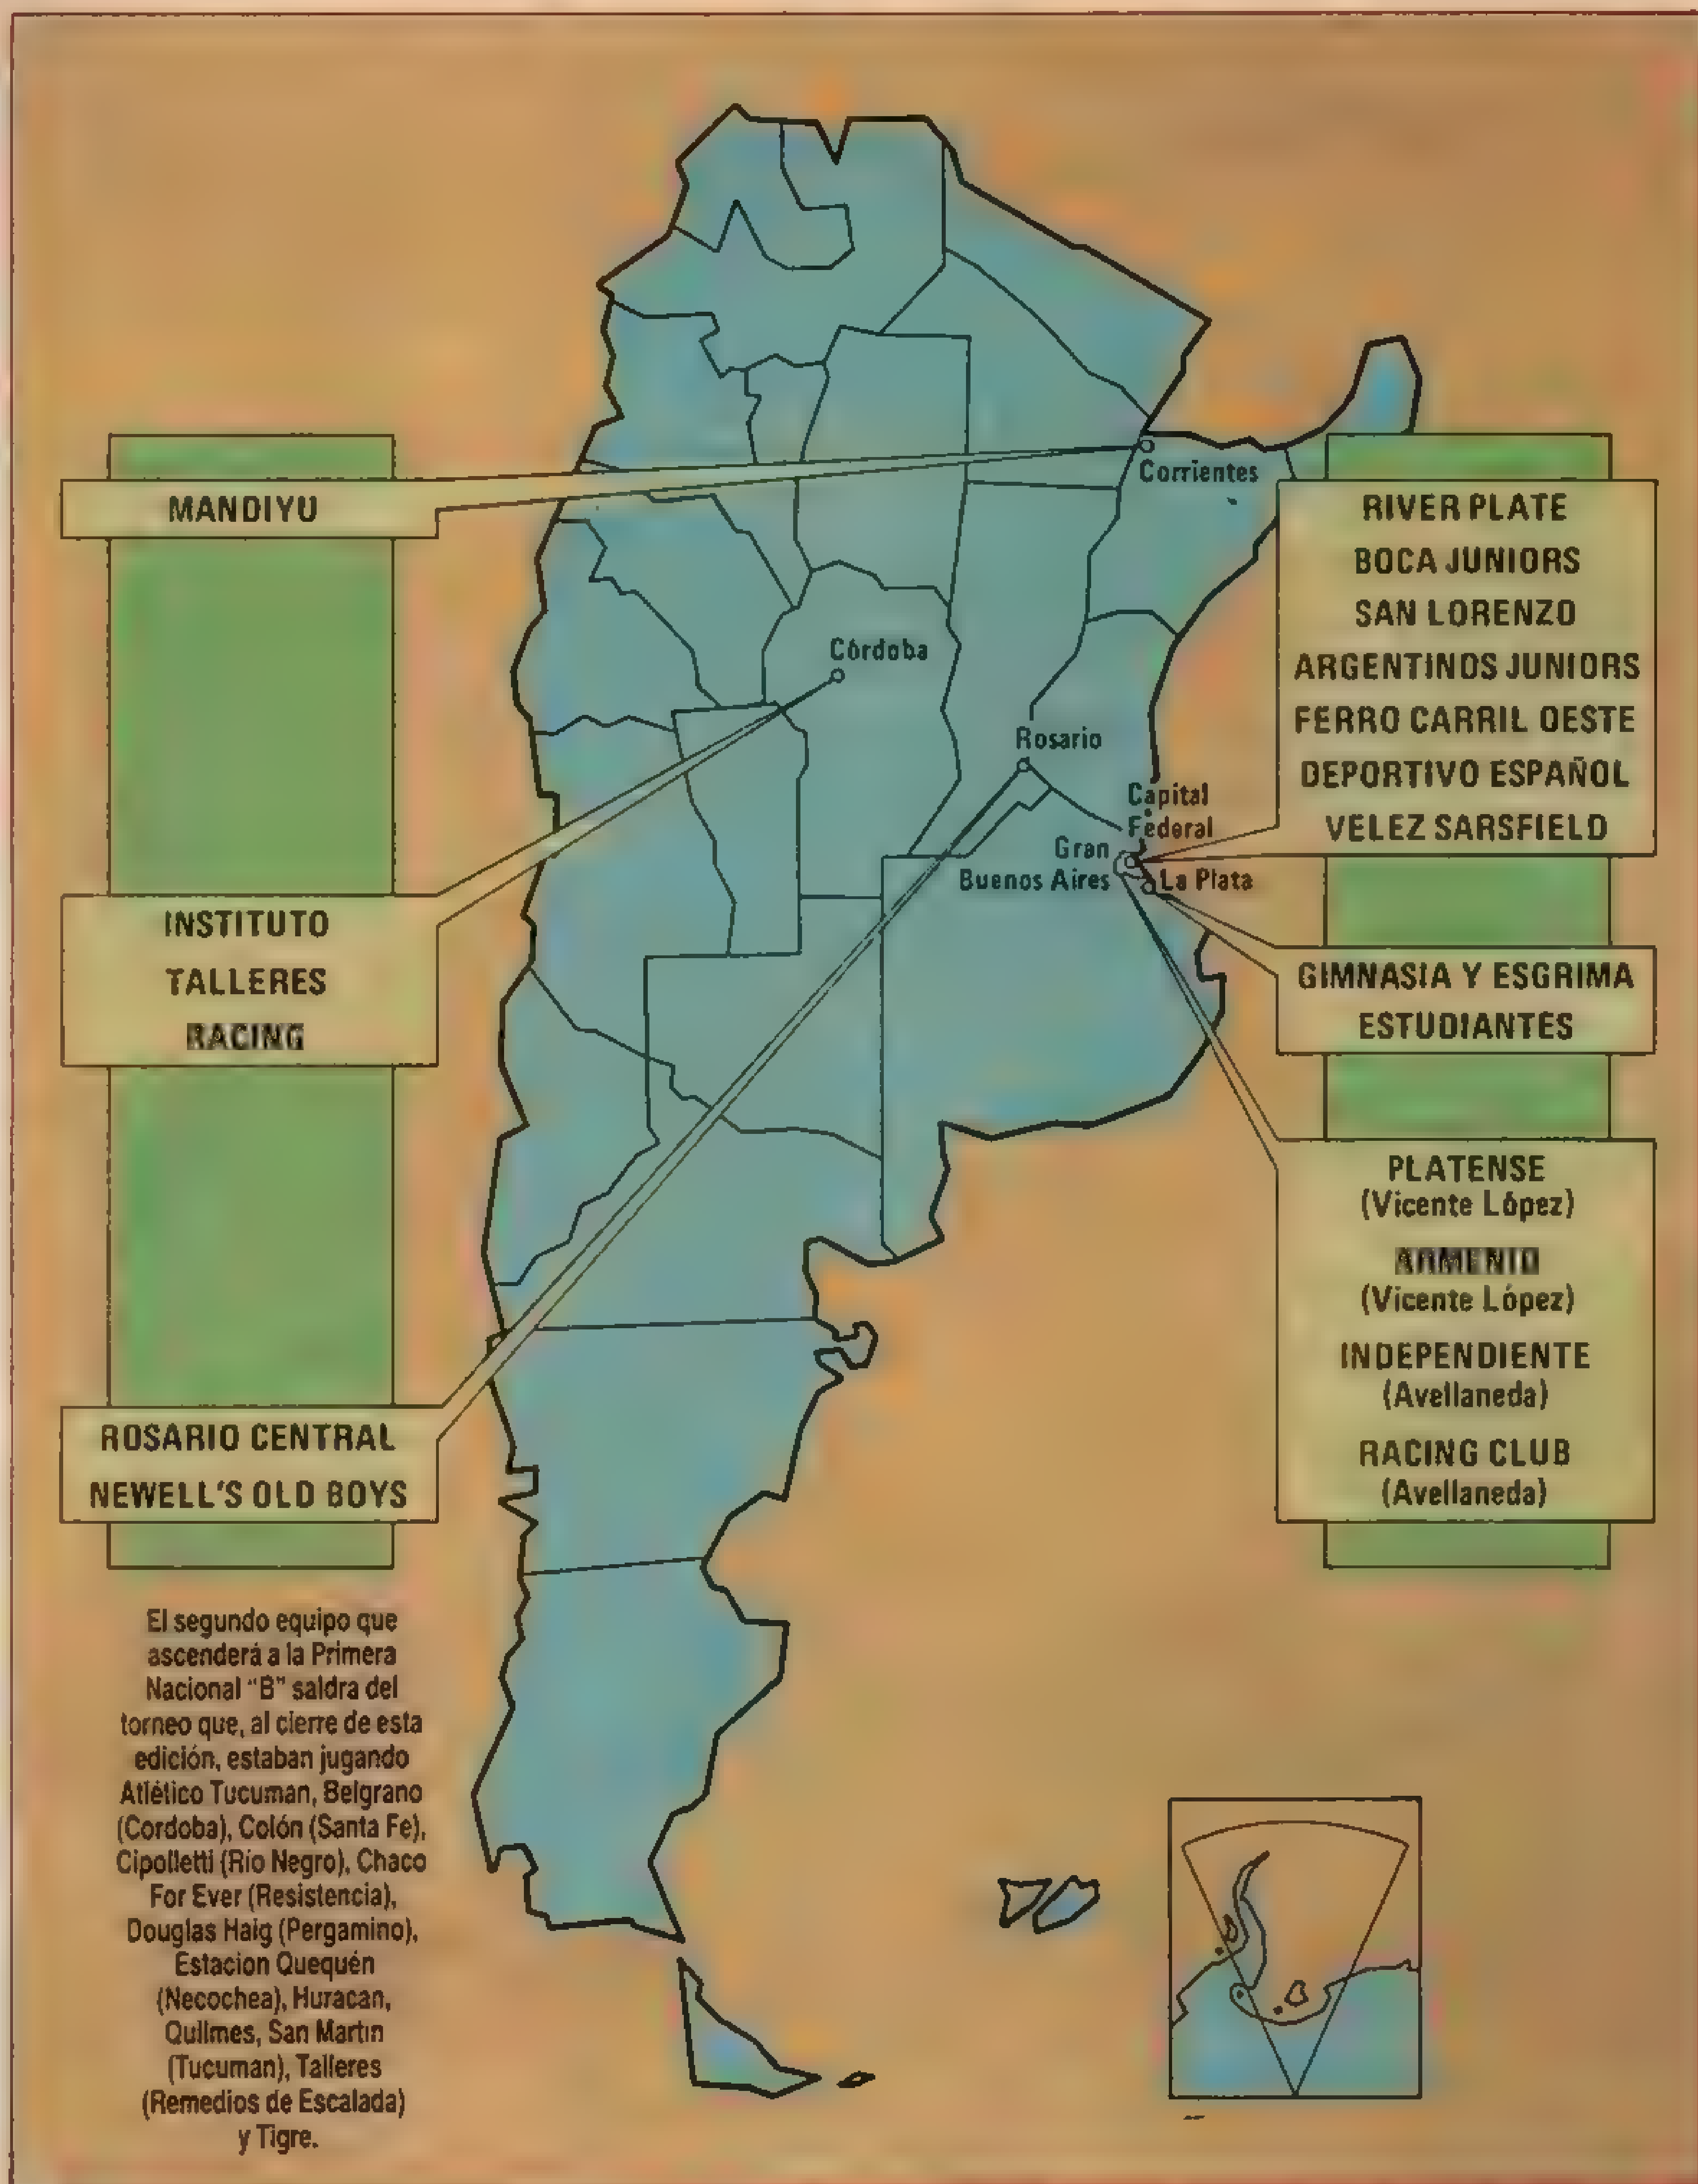 MANDIYU
INSTITUTO
TALLERES
RACING
ROSARIO CENTRAL
NEWELL'S OLD BOYS
Corrientes
Córdoba
Rosario
Capital
Federal
Gran
Buenos Aires
La Plata
RIVER PLATE
BOCA JUNIORS
SAN LORENZO
ARGENTINOS JUNIORS
FERRO CARRIL OESTE
DEPORTIVO ESPAÑOL
VELEZ SARSFIELD
GIMNASIA Y ESGRIMA
ESTUDIANTES
PLATENSE
(Vicente López)
ARMENIO
(Vicente López)
INDEPENDIENTE
(Avellaneda)
RACING CLUB
(Avellaneda)
El segundo equipo que
ascenderá a la Primera
Nacional "B" saldra del
torneo que, al cierre de esta
edición, estaban jugando
Atlético Tucuman, Belgrano
(Cordoba), Colón (Santa Fe),
Cipolletti (Río Negro), Chaco
For Ever (Resistencia),
Douglas Haig (Pergamino),
Estacion Quequén
(Necochea), Huracan,
Quilmes, San Martin
(Tucuman), Talleres
(Remedios de Escalada)
y Tigre.